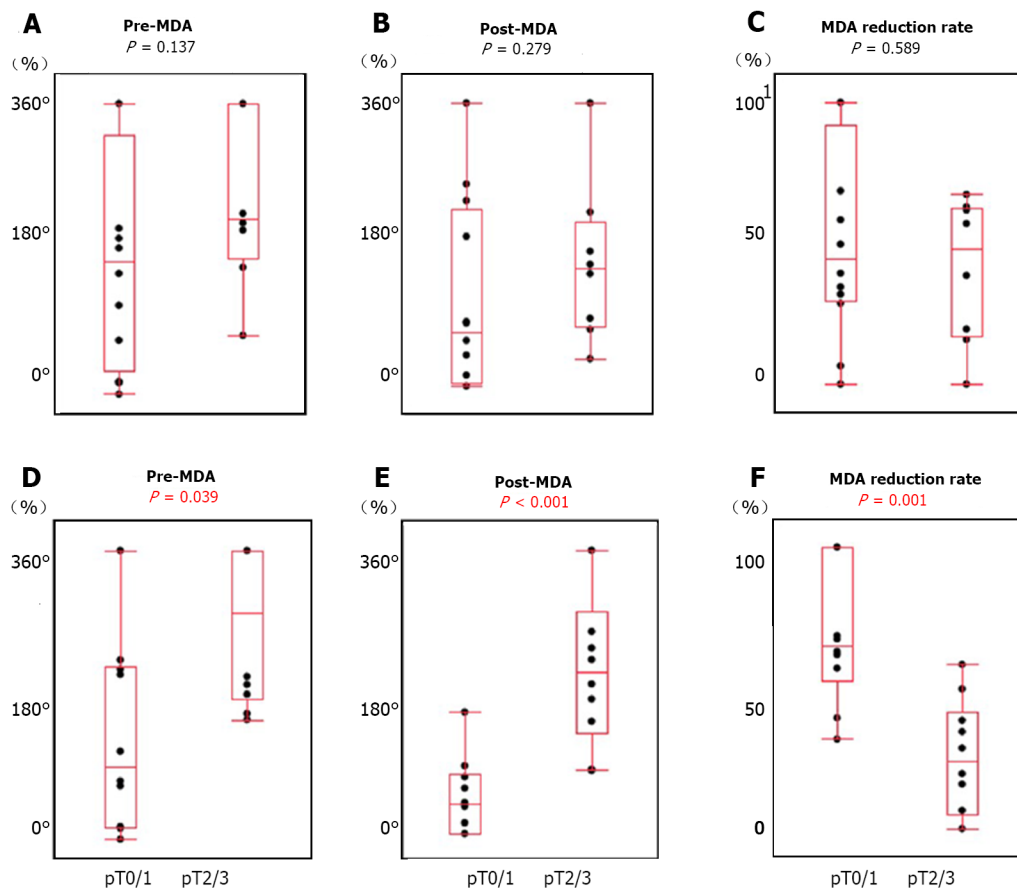 A
Pre-MDA
P = 0.137
（%）
360°
180°
0°
B
Post-MDA
P = 0.279
（%）
360°
180°
0°
C
MDA reduction rate
P = 0.589
（%）
100¹
50
0
D
Pre-MDA
P = 0.039
（%）
360°
180°
0°
pT0/1 pT2/3
E
Post-MDA
P < 0.001
（%）
360°
180°
0°
pT0/1 pT2/3
F
MDA reduction rate
P = 0.001
（%）
100
50
0
pT0/1 pT2/3